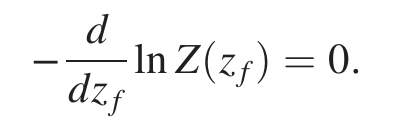 $-\frac{d}{dz_f} \ln Z(z_f) = 0.$